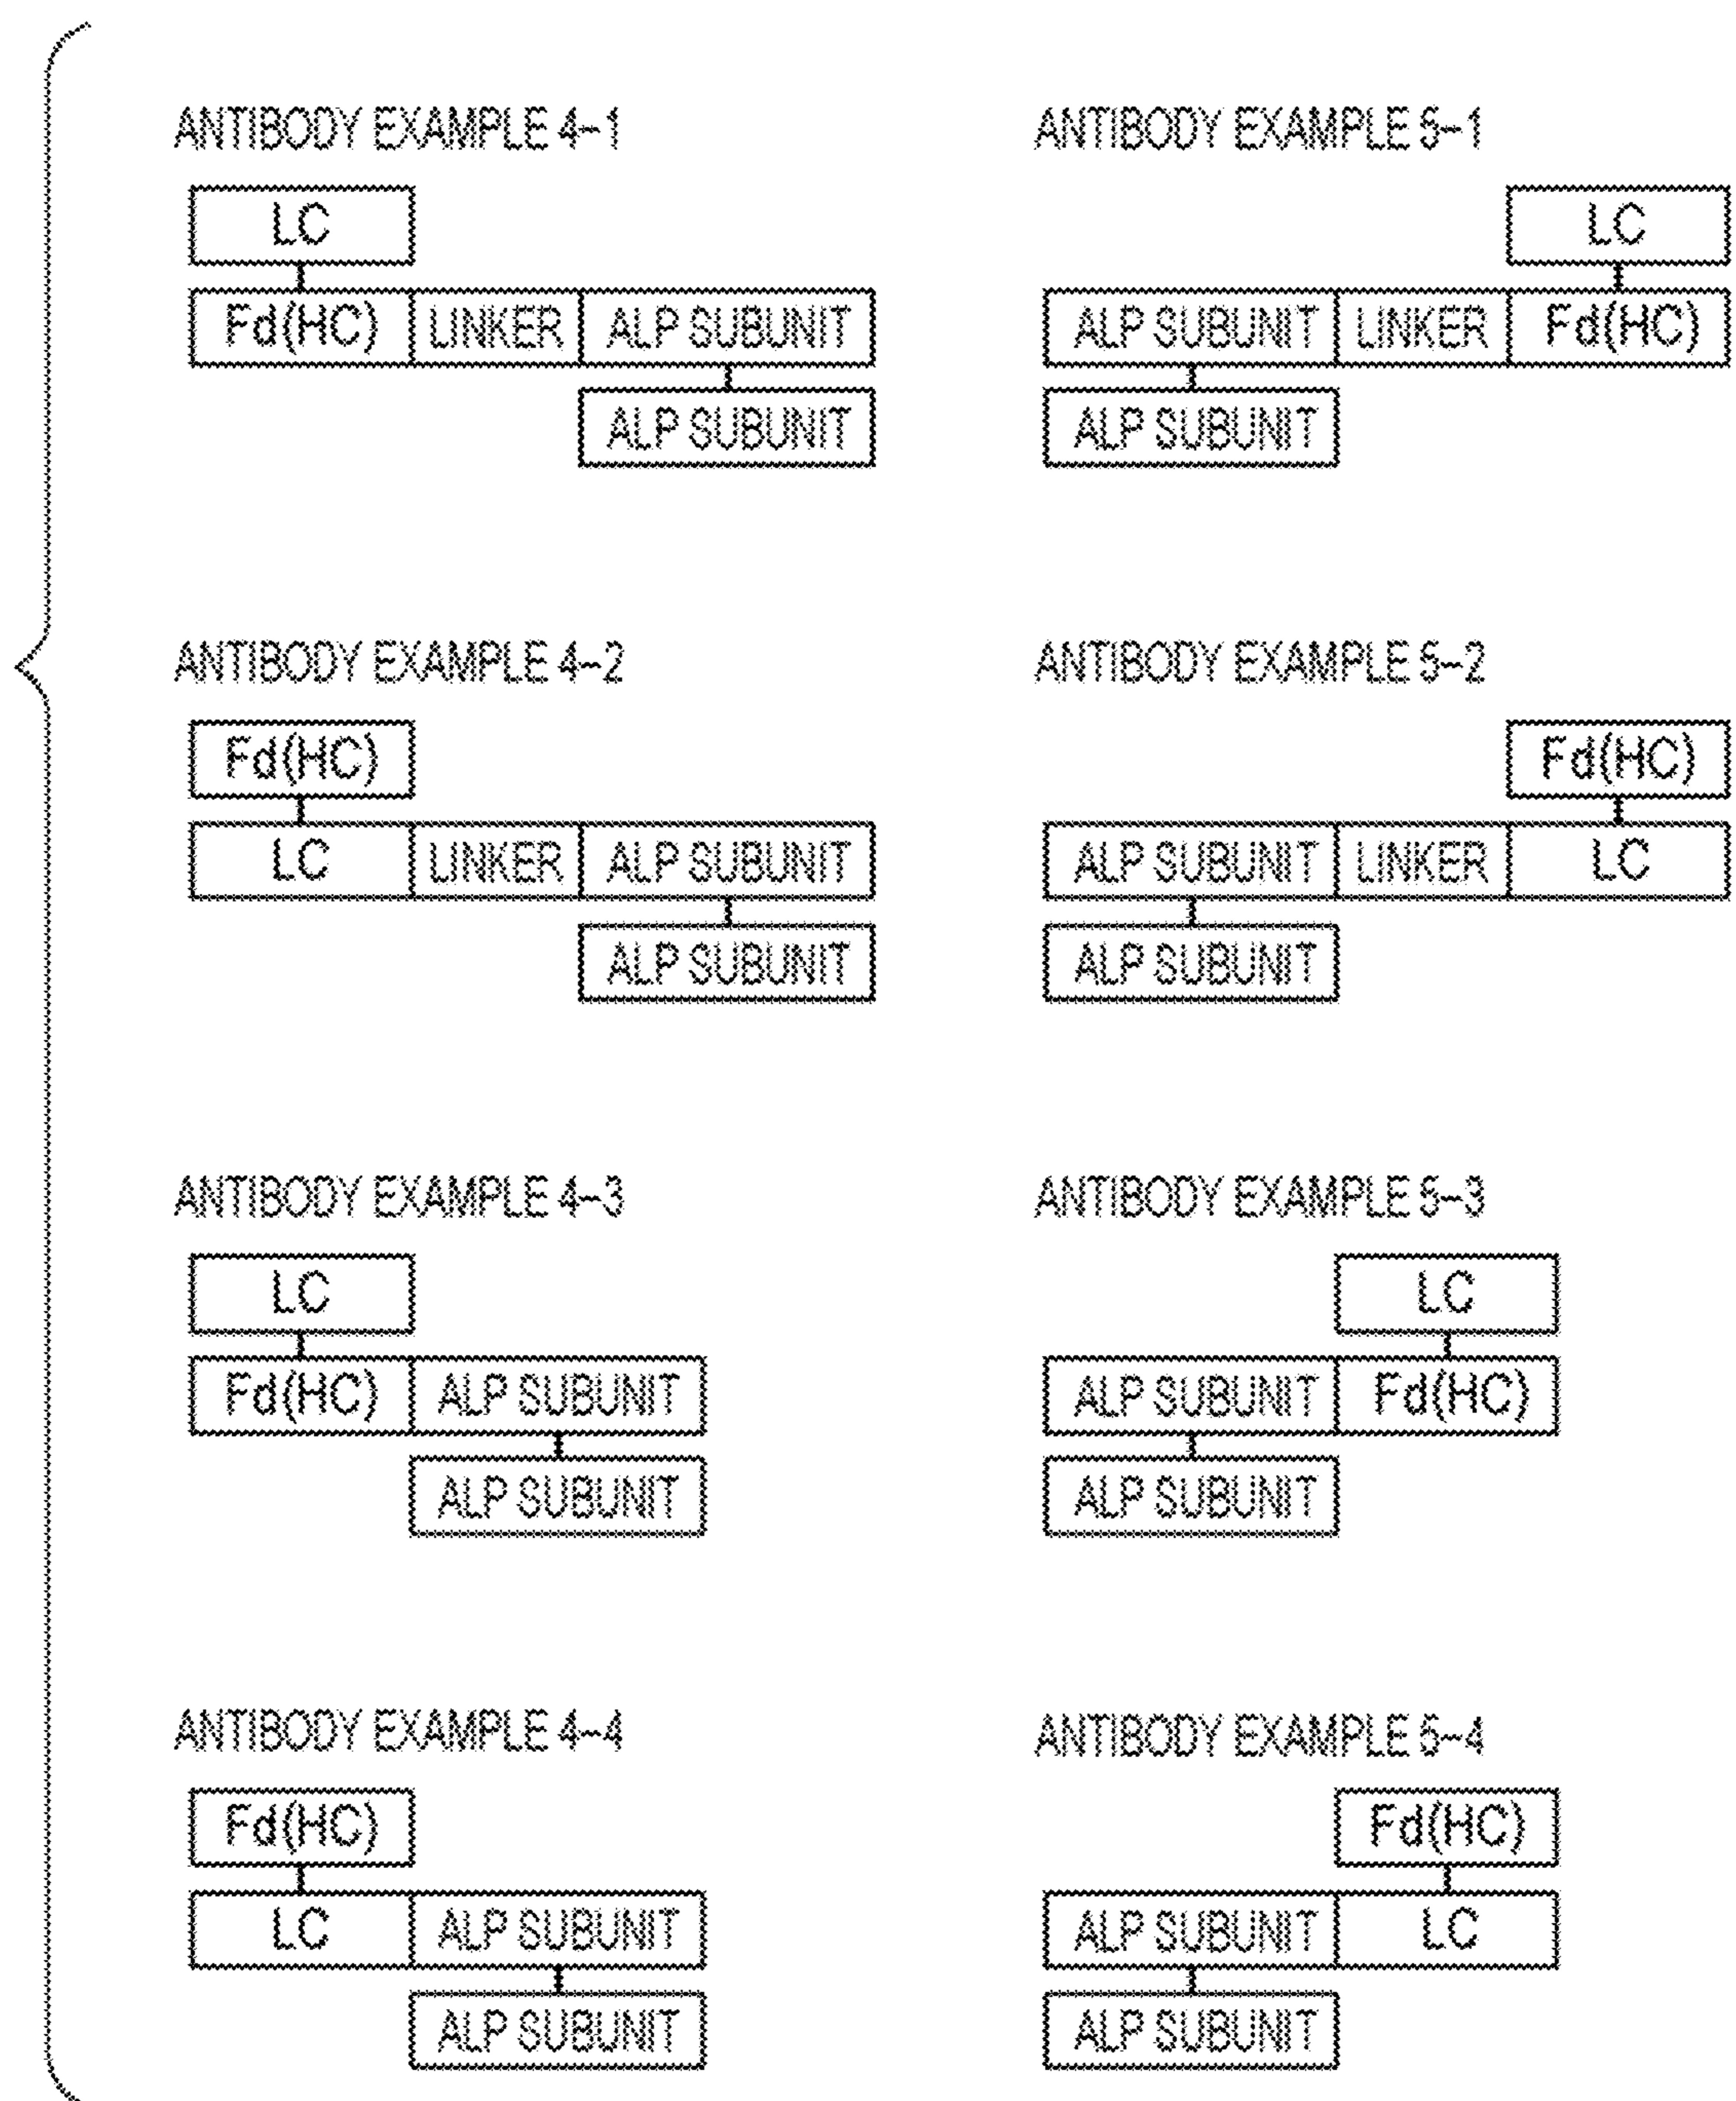 ANTIBODY EXAMPLE 4-1
LC
Fd(HC) LINKER ALP SUBUNIT
ALP SUBUNIT
ANTIBODY EXAMPLE 5-1
LC
ALP SUBUNIT LINKER Fd(HC)
ALP SUBUNIT
ANTIBODY EXAMPLE 4-2
Fd(HC)
LC LINKER ALP SUBUNIT
ALP SUBUNIT
ANTIBODY EXAMPLE 5-2
Fd(HC)
ALP SUBUNIT LINKER LC
ALP SUBUNIT
ANTIBODY EXAMPLE 4-3
LC
Fd(HC) ALP SUBUNIT
ALP SUBUNIT
ANTIBODY EXAMPLE 5-3
LC
ALP SUBUNIT Fd(HC)
ALP SUBUNIT
ANTIBODY EXAMPLE 4-4
Fd(HC)
LC ALP SUBUNIT
ALP SUBUNIT
ANTIBODY EXAMPLE 5-4
Fd(HC)
ALP SUBUNIT LC
ALP SUBUNIT